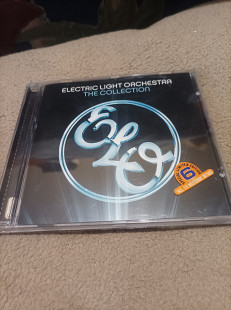 ELECTRIC LIGHT ORCHESTRA
THE COLLECTION
ELO
6